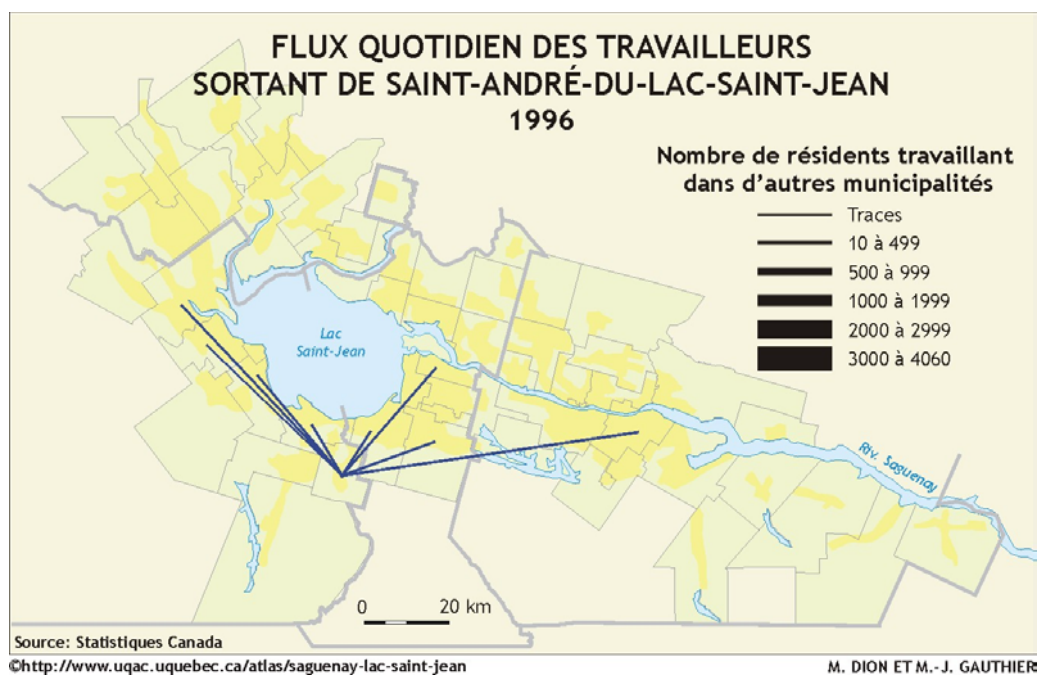 FLUX QUOTIDIEN DES TRAVAILLEURS
SORTANT DE SAINT-ANDRÉ-DU-LAC-SAINT-JEAN
1996
Nombre de résidents travaillant
dans d'autres municipalités
Traces
10 à 499
500 à 999
1000 à 1999
2000 à 2999
3000 à 4060
Lac
Saint-Jean
Riv. Saguenay
0 20 km
Source: Statistiques Canada
©http://www.uqac.uquebec.ca/atlas/saguenay-lac-saint-jean
M. DION ET M.- J. GAUTHIER